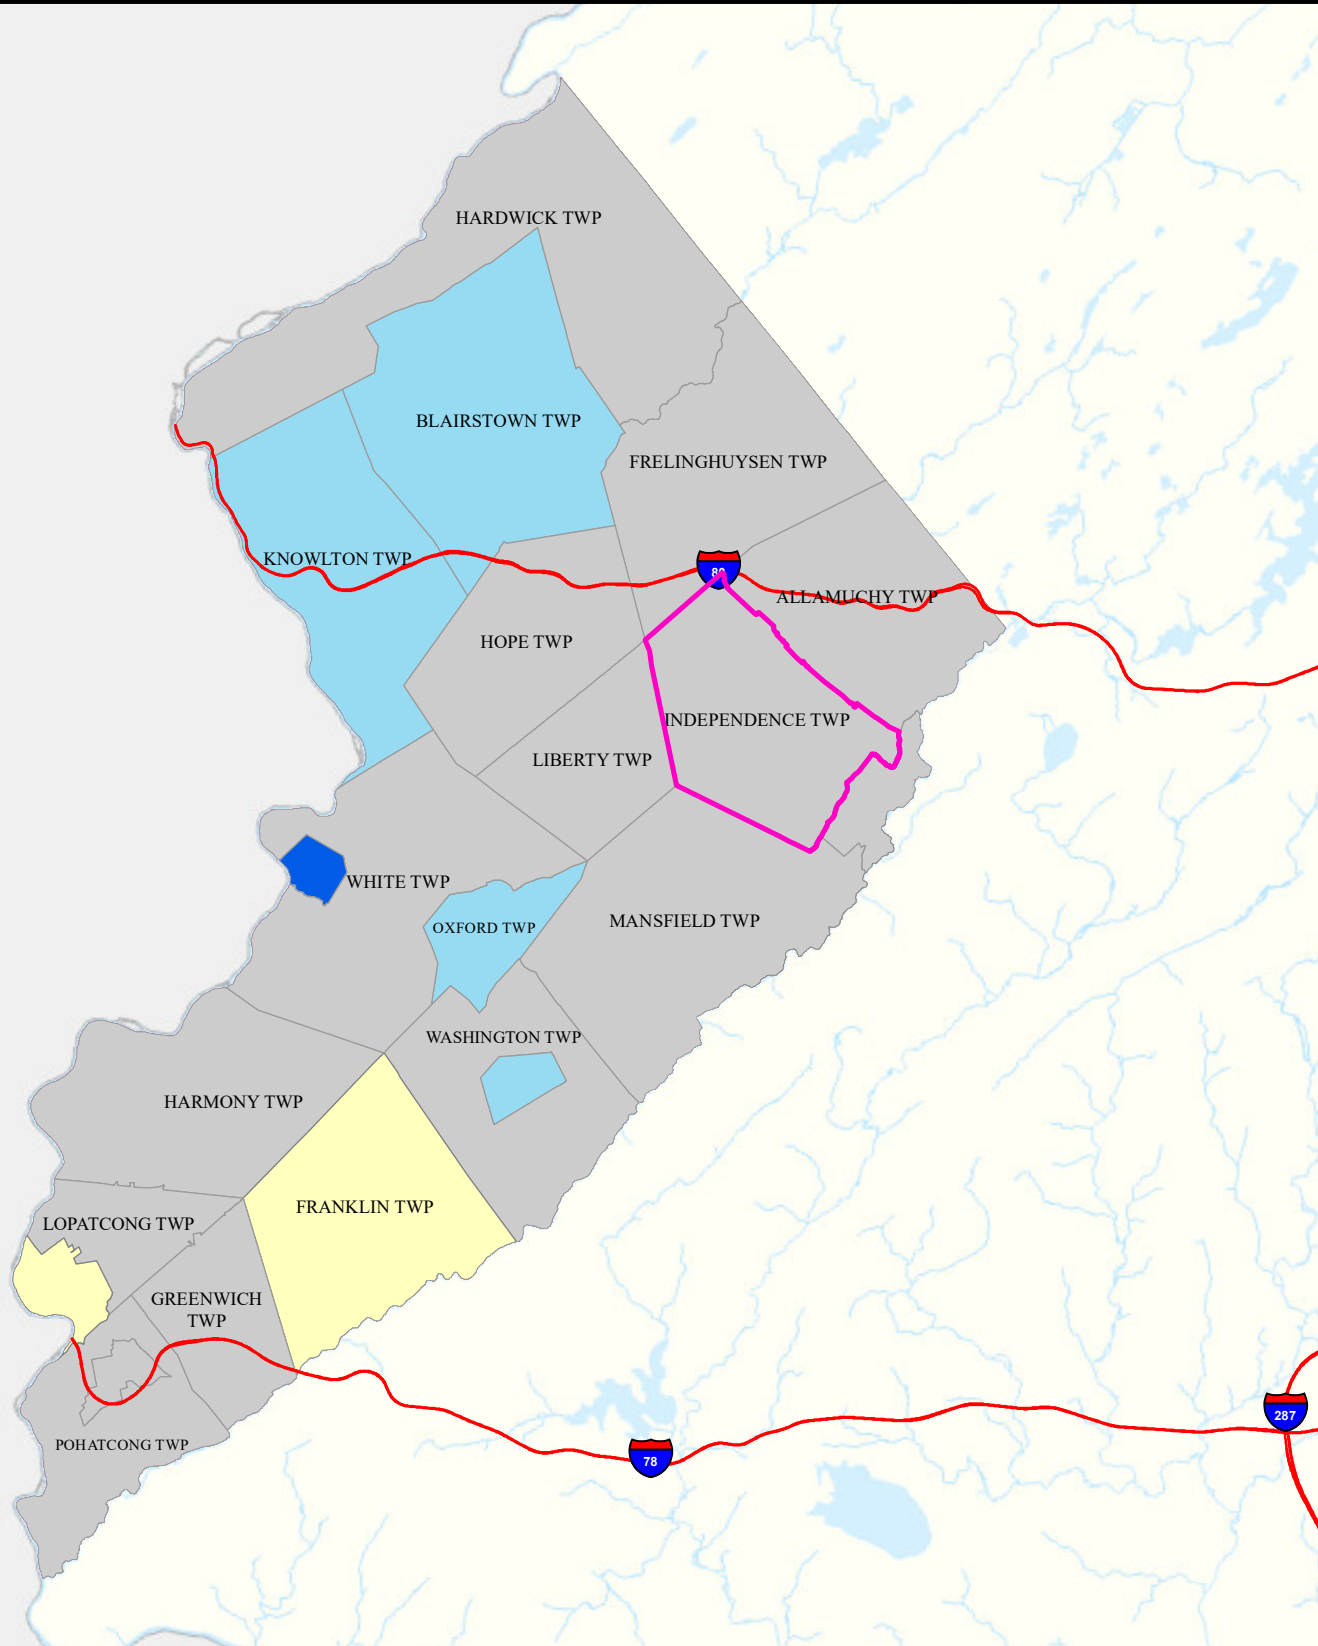 HARDWICK TWP
BLAIRSTOWN TWP
FRELINGHUYSEN TWP
KNOWLTON TWP
80
ALLAMUCHY TWP
HOPE TWP
INDEPENDENCE TWP
LIBERTY TWP
WHITE TWP
OXFORD TWP
MANSFIELD TWP
WASHINGTON TWP
HARMONY TWP
FRANKLIN TWP
LOPATCONG TWP
GREENWICH
TWP
287
POHATCONG TWP
78